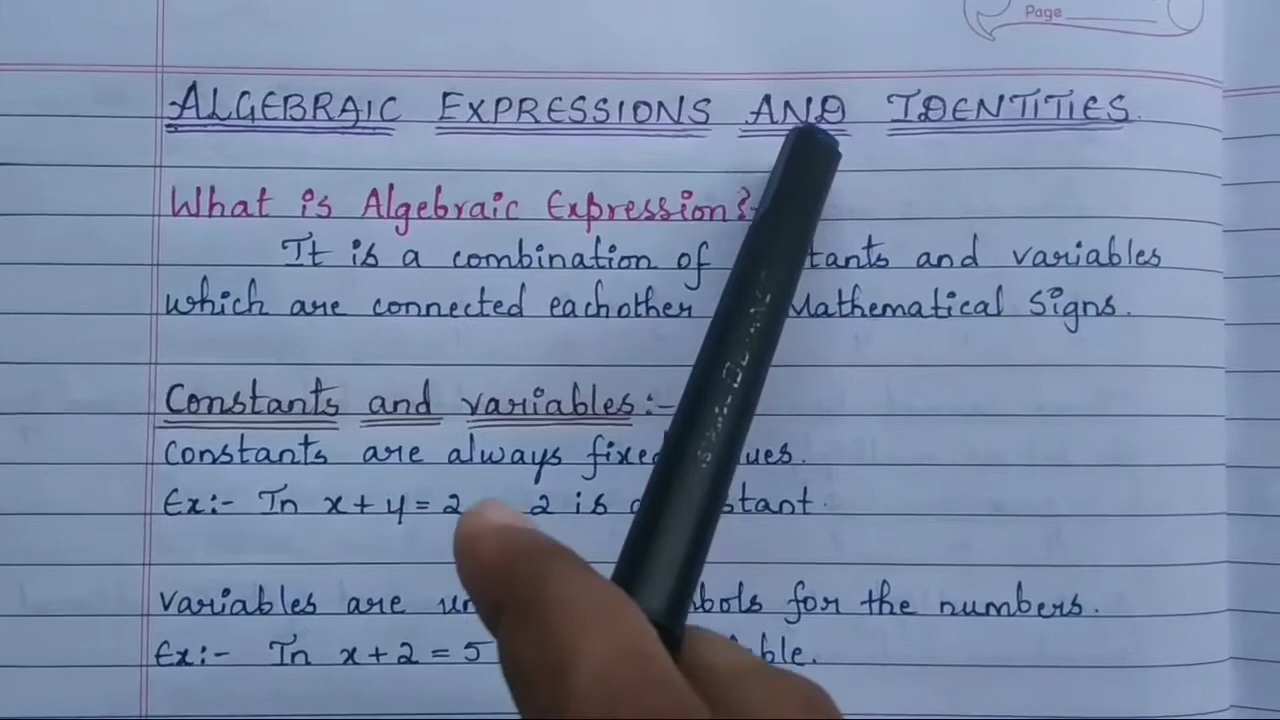 Page
ALGEBRAIC EXPRESSIONS AND IDENTITIES.
What is Algebraic Expression?
It is a combination of tants and variables
which are connected eachother Mathematical Signs.
Constants and variables:-
Constants are always fixed ues.
Ex:- In x+y=2 2 is stant.
variables are un bols for the numbers.
Ex:- In x+2=5 ble.